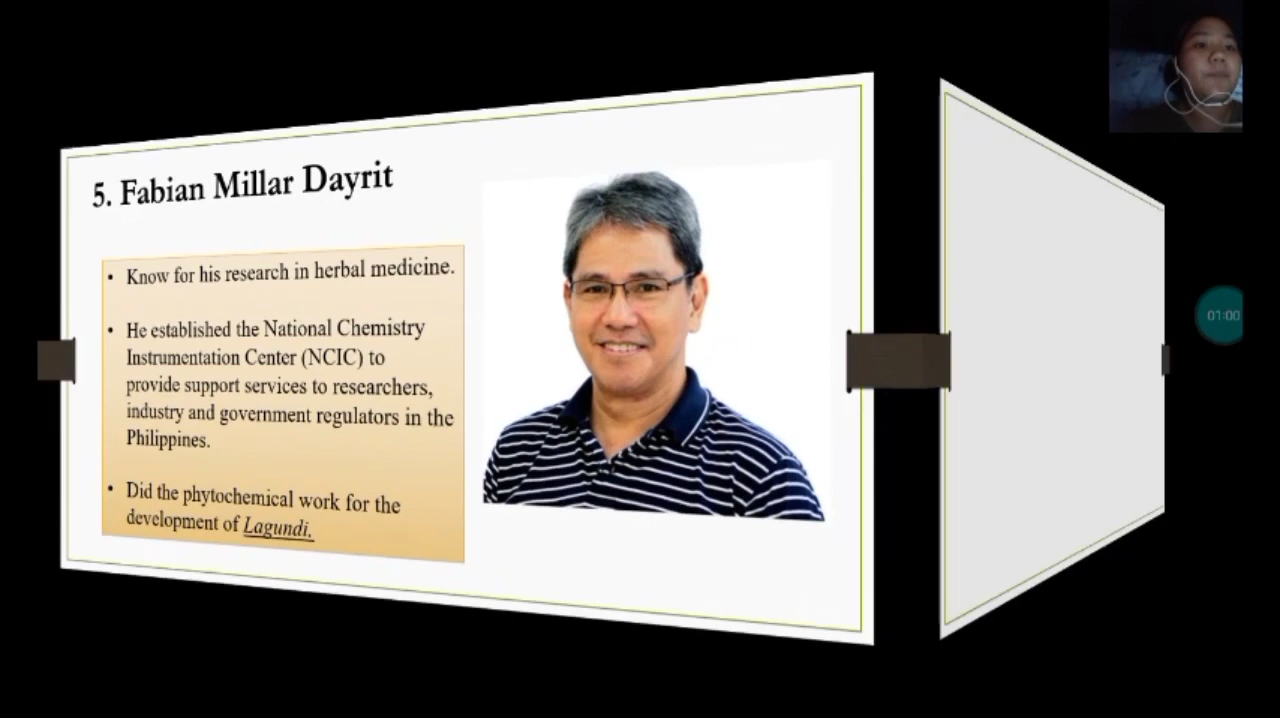 5. Fabian Millar Dayrit
• Know for his research in herbal medicine.
• He established the National Chemistry
Instrumentation Center (NCIC) to
provide support services to researchers,
industry and government regulators in the
Philippines.
• Did the phytochemical work for the
development of Lagundi.
01:00